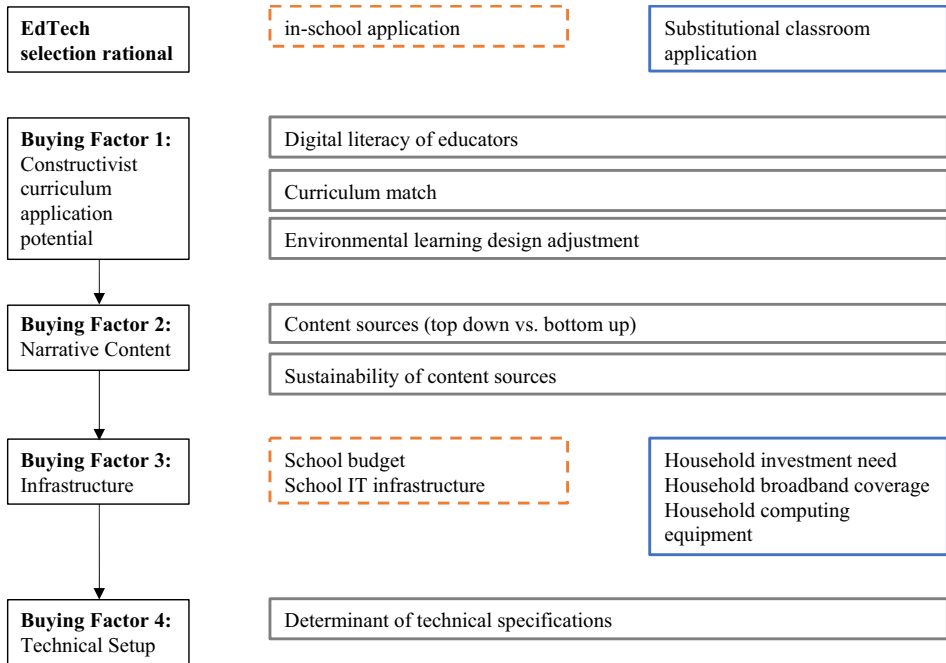 EdTech
selection rational
in-school application
Substitutional classroom
application
Buying Factor 1:
Constructivist
curriculum
application
potential
Digital literacy of educators
Curriculum match
Environmental learning design adjustment
Buying Factor 2:
Narrative Content
Content sources (top down vs. bottom up)
Sustainability of content sources
Buying Factor 3:
Infrastructure
School budget
School IT infrastructure
Household investment need
Household broadband coverage
Household computing
equipment
Buying Factor 4:
Technical Setup
Determinant of technical specifications